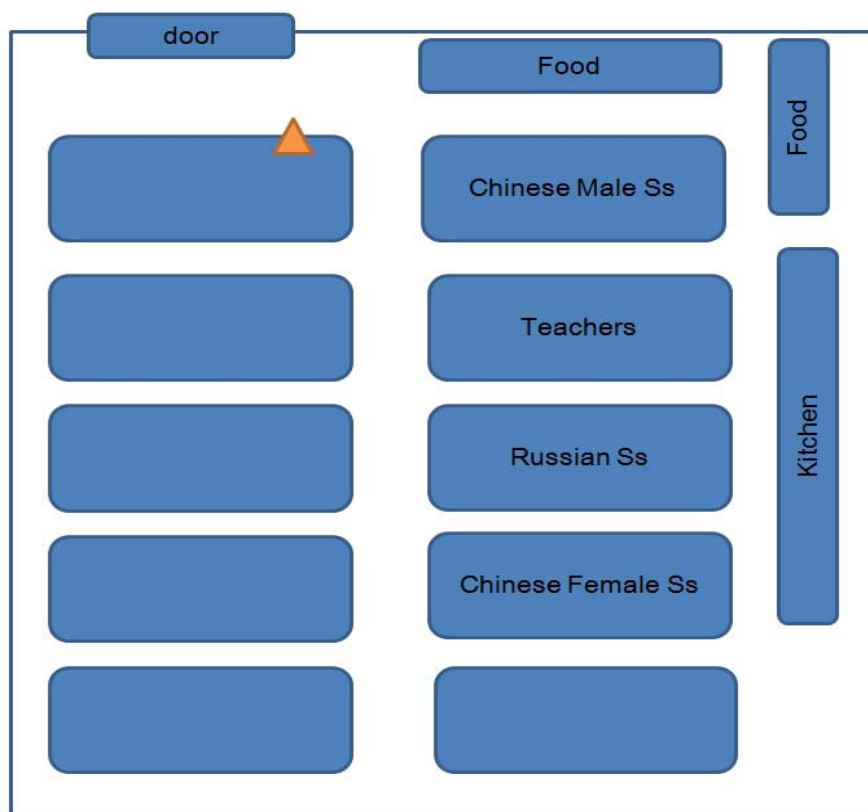 door
Food
Food
Chinese Male Ss
Teachers
Kitchen
Russian Ss
Chinese Female Ss